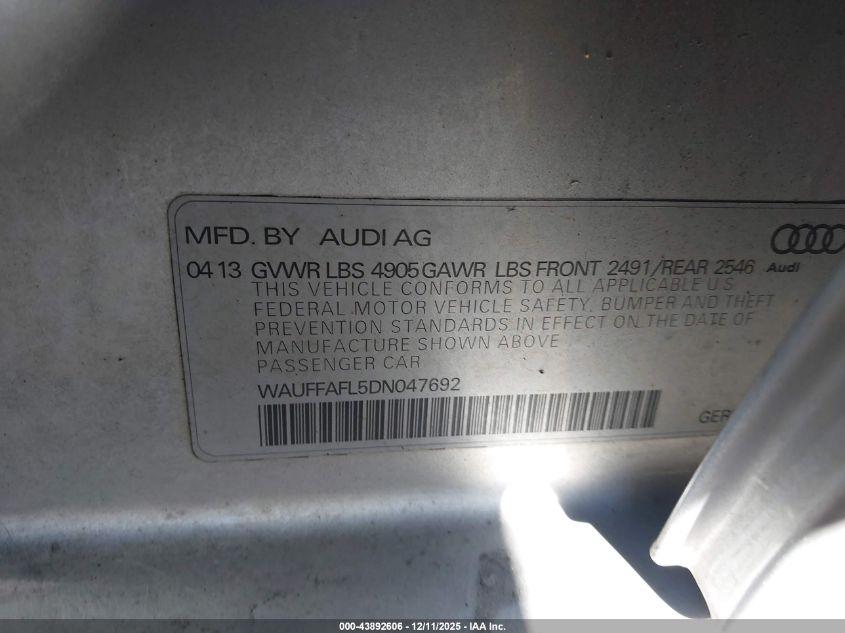 MFD. BY AUDI AG
04 13 GVWR LBS 4905 GAWR LBS FRONT 2491/REAR 2546 Audi
THIS VEHICLE CONFORMS TO ALL APPLICABLE U.S.
FEDERAL MOTOR VEHICLE SAFETY, BUMPER AND THEFT
PREVENTION STANDARDS IN EFFECT ON THE DATE OF
MANUFACTURE SHOWN ABOVE
PASSENGER CAR
WAUFFAFL5DN047692
GER
000-43892606 - 12/11/2025 - IAA Inc.